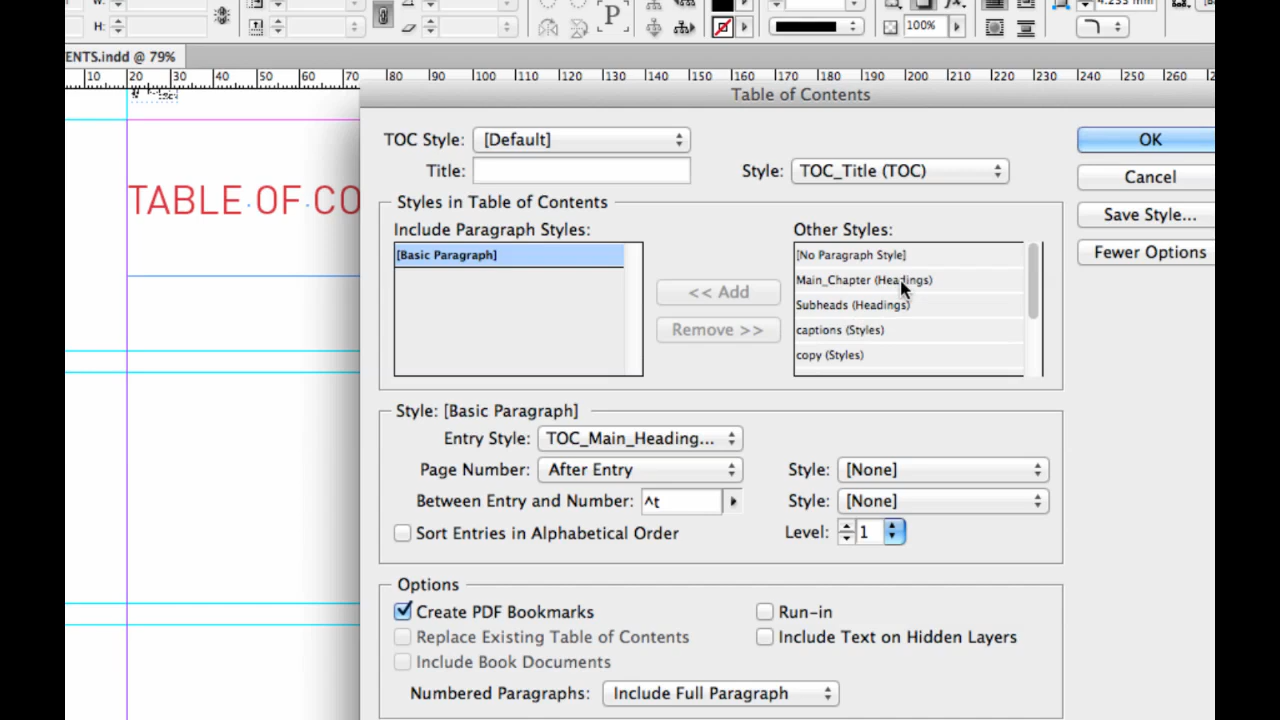 H:
P
100%
4.233 mm
ENTS.indd @ 79%
10 20 30 40 50 60 70 80 90 100 110 120 130 140 150 160 170 180 190 200 210 220 230 240 250 260
Table of Contents
TOC Style: [Default] OK
Title: Style: TOC_Title (TOC) Cancel
Styles in Table of Contents Save Style...
Include Paragraph Styles: Other Styles: Fewer Options
[Basic Paragraph] [No Paragraph Style]
Main_Chapter (Headings)
<< Add
Subheads (Headings)
Remove >> captions (Styles)
copy (Styles)
TABLE OF CO
Style: [Basic Paragraph]
Entry Style: TOC_Main_Heading...
Page Number: After Entry Style: [None]
Between Entry and Number: ^t Style: [None]
Sort Entries in Alphabetical Order Level: 1
Options
Create PDF Bookmarks Run-in
Replace Existing Table of Contents Include Text on Hidden Layers
Include Book Documents
Numbered Paragraphs: Include Full Paragraph